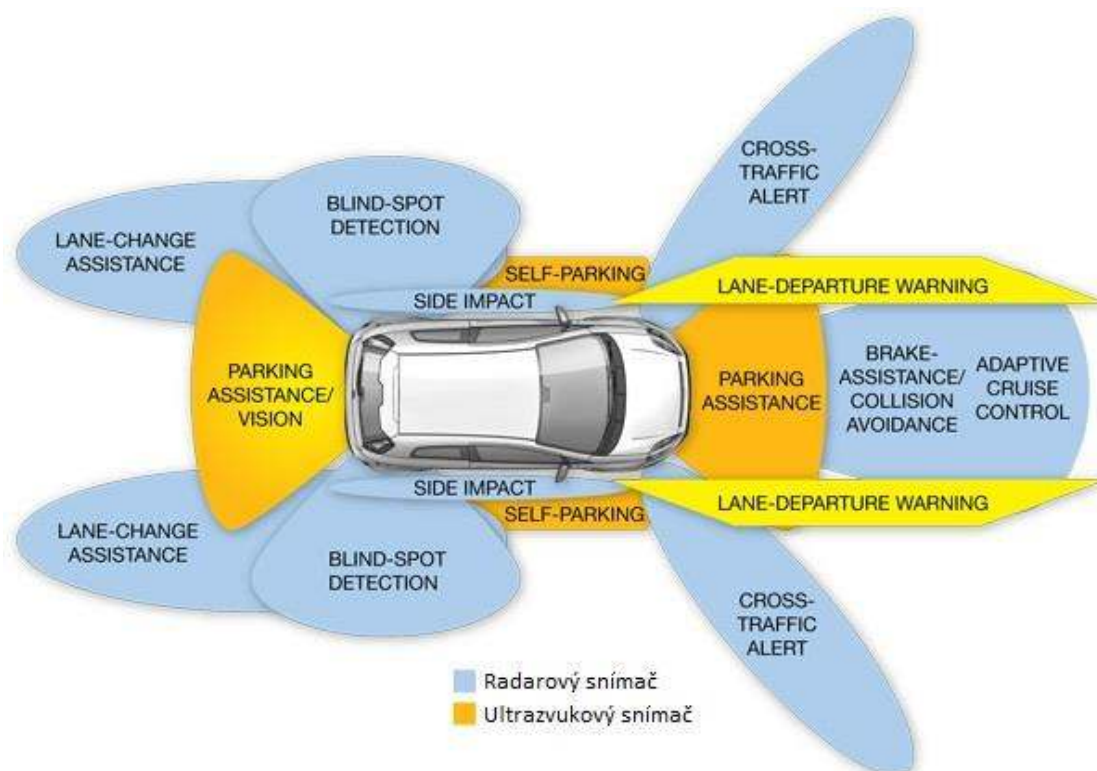 CROSS-
TRAFFIC
ALERT
BLIND-SPOT
DETECTION
LANE-CHANGE
ASSISTANCE
SELF-PARKING
SIDE IMPACT
LANE-DEPARTURE WARNING
PARKING
ASSISTANCE/
VISION
PARKING
ASSISTANCE
BRAKE-
ASSISTANCE/
COLLISION
AVOIDANCE
ADAPTIVE
CRUISE
CONTROL
SIDE IMPACT
SELF-PARKING
LANE-DEPARTURE WARNING
LANE-CHANGE
ASSISTANCE
BLIND-SPOT
DETECTION
CROSS-
TRAFFIC
ALERT
Radarový snímač
Ultrazvukový snímač